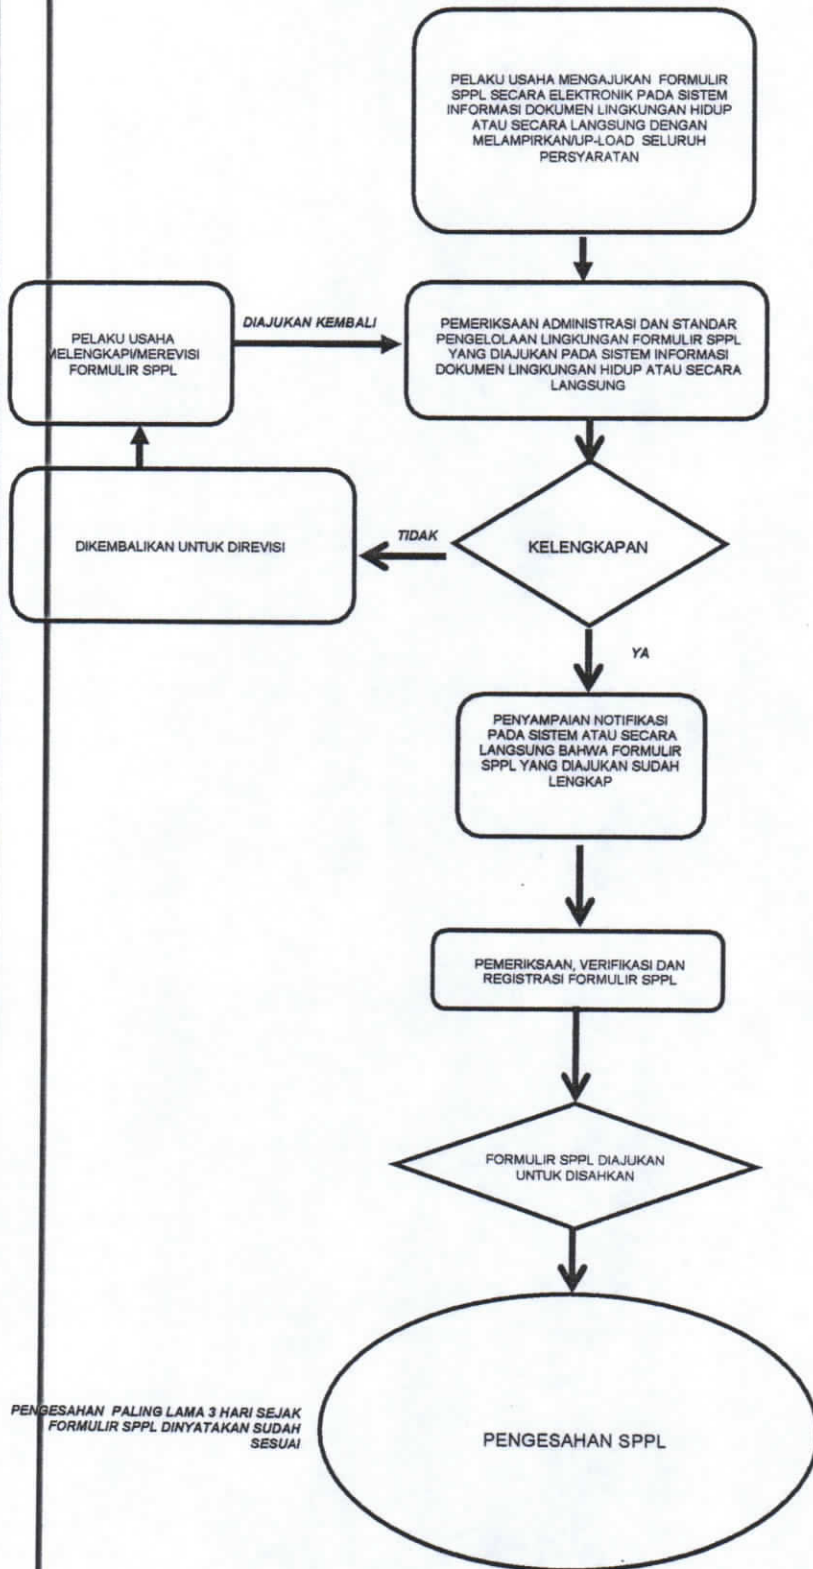 PELAKU USAHA MENGAJUKAN FORMULIR
SPPL SECARA ELEKTRONIK PADA SISTEM
INFORMASI DOKUMEN LINGKUNGAN HIDUP
ATAU SECARA LANGSUNG DENGAN
MELAMPIRKAN/UP-LOAD SELURUH
PERSYARATAN
PELAKU USAHA
MELENGKAPI/MEREVISI
FORMULIR SPPL
DIAJUKAN KEMBALI
PEMERIKSAAN ADMINISTRASI DAN STANDAR
PENGELOLAAN LINGKUNGAN FORMULIR SPPL
YANG DIAJUKAN PADA SISTEM INFORMASI
DOKUMEN LINGKUNGAN HIDUP ATAU SECARA
LANGSUNG
DIKEMBALIKAN UNTUK DIREVISI
TIDAK
KELENGKAPAN
YA
PENYAMPAIAN NOTIFIKASI
PADA SISTEM ATAU SECARA
LANGSUNG BAHWA FORMULIR
SPPL YANG DIAJUKAN SUDAH
LENGKAP
PEMERIKSAAN, VERIFIKASI DAN
REGISTRASI FORMULIR SPPL
FORMULIR SPPL DIAJUKAN
UNTUK DISAHKAN
PENGESAHAN PALING LAMA 3 HARI SEJAK
FORMULIR SPPL DINYATAKAN SUDAH
SESUAI
PENGESAHAN SPPL